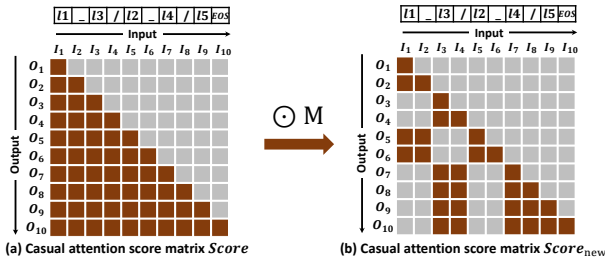 l1 _ l3 / l2 _ l4 / l5 EOS
Input
I1 I2 I3 I4 I5 I6 I7 I8 I9 I10
O1
O2
O3
O4
O5
O6
O7
O8
O9
O10
Output
(a) Casual attention score matrix Score
⊙ M
l1 _ l3 / l2 _ l4 / l5 EOS
Input
I1 I2 I3 I4 I5 I6 I7 I8 I9 I10
O1
O2
O3
O4
O5
O6
O7
O8
O9
O10
Output
(b) Casual attention score matrix Score_new